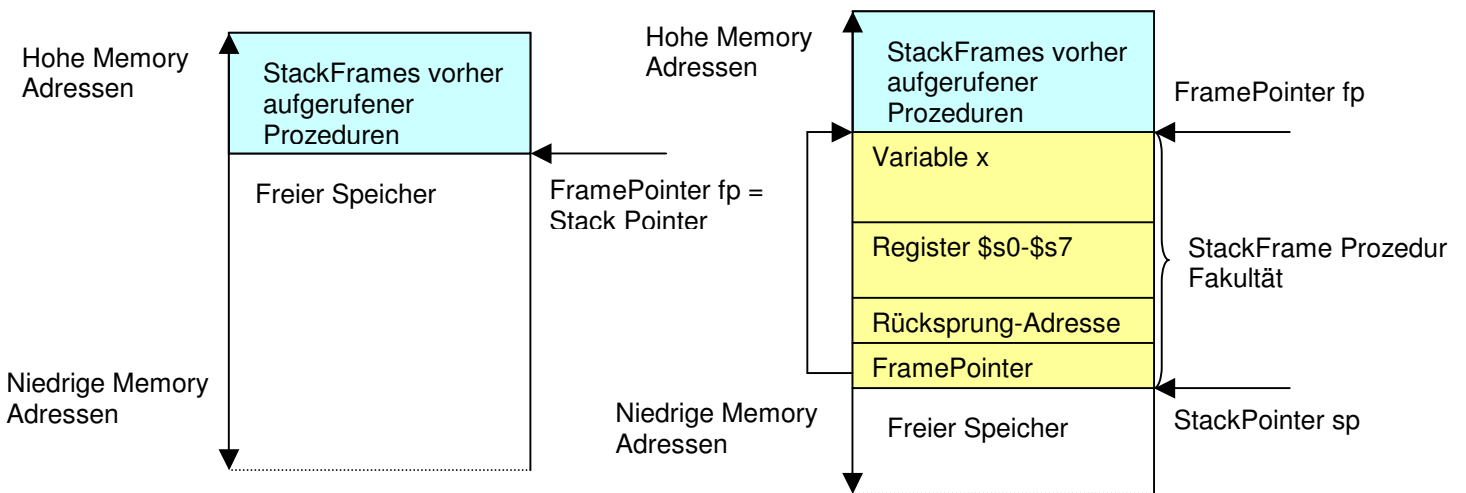 Hohe Memory
Adressen
StackFrames vorher
aufgerufener
Prozeduren
Freier Speicher
FramePointer fp =
Stack Pointer
Niedrige Memory
Adressen
Hohe Memory
Adressen
StackFrames vorher
aufgerufener
Prozeduren
FramePointer fp
Variable x
Register $s0-$s7
StackFrame Prozedur
Fakultät
Rücksprung-Adresse
FramePointer
Niedrige Memory
Adressen
Freier Speicher
StackPointer sp